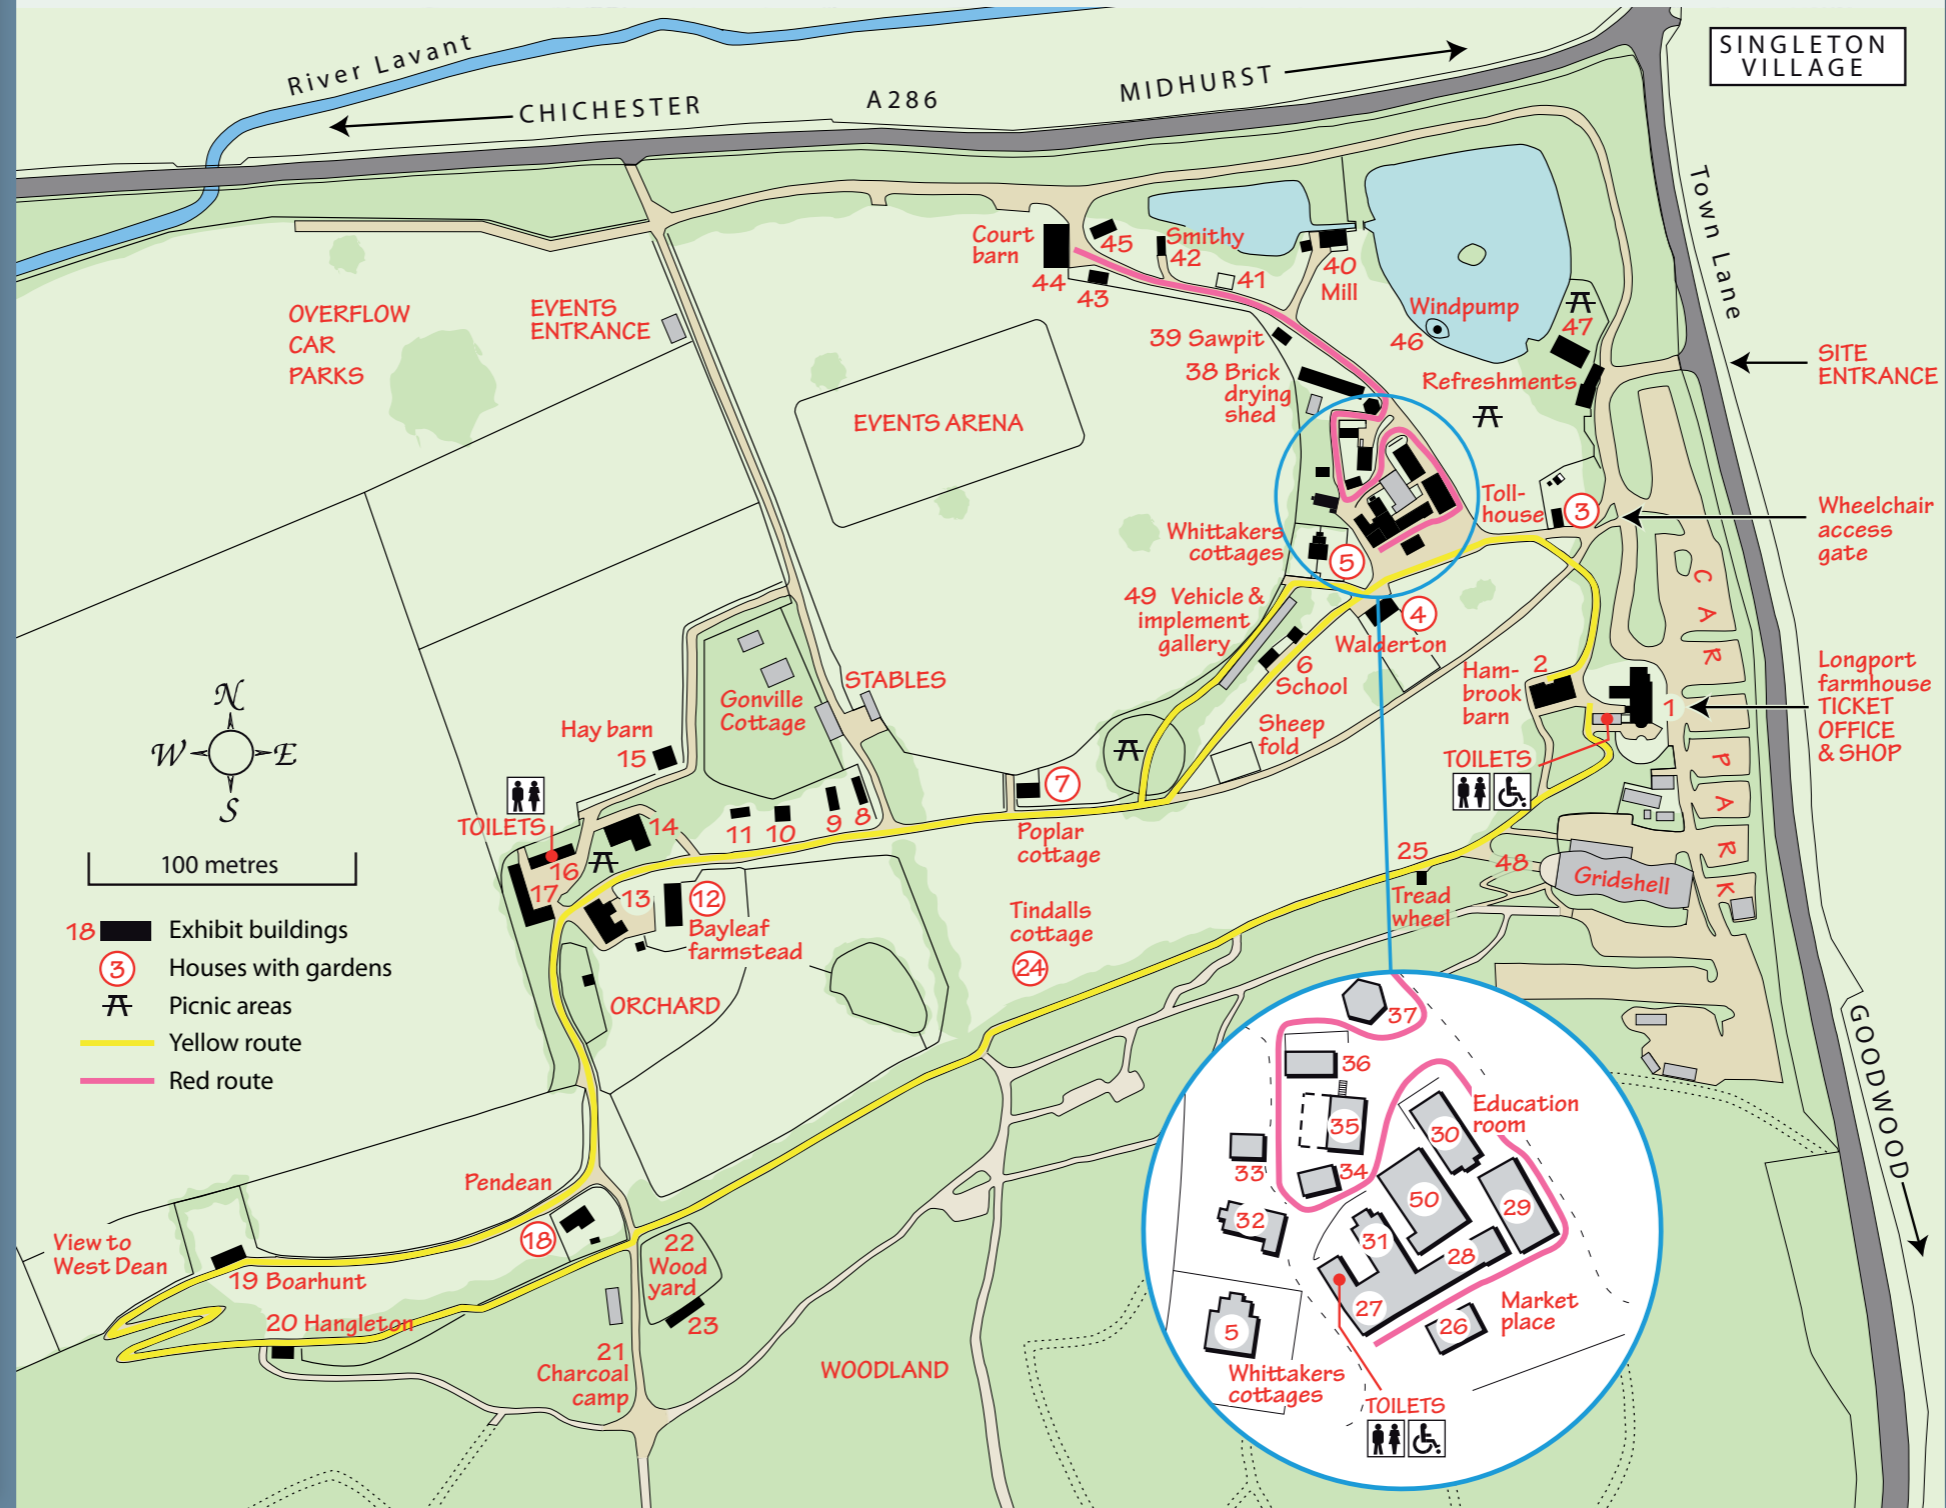 SINGLETON
VILLAGE
River Lavant
CHICHESTER
A286
MIDHURST
Town Lane
Court
barn
44
45
43
Smithy
42
41
40
Mill
Windpump
46
47
OVERFLOW
CAR
PARKS
EVENTS
ENTRANCE
39 Sawpit
38 Brick
drying
shed
Refreshments
SITE
ENTRANCE
EVENTS ARENA
Toll-
house
3
Wheelchair
access
gate
Whittakers
cottages
5
49 Vehicle &
implement
gallery
4
Walderton
6
School
Ham-
brook
barn
2
CAR PARK
Longport
farmhouse
TICKET
OFFICE
& SHOP
1
STABLES
Gonville
Cottage
Hay barn
15
Sheep
fold
TOILETS
N
W
E
S
100 metres
TOILETS
14
16
17
13
11
10
9
8
7
Poplar
cottage
12
Bayleaf
farmstead
25
Tread
wheel
48
Gridshell
18
Exhibit buildings
3
Houses with gardens
Picnic areas
Yellow route
Red route
Tindalls
cottage
24
ORCHARD
GOODWOOD
37
36
35
34
33
32
30
Education
room
50
29
31
28
27
26
Market
place
5
Whittakers
cottages
TOILETS
Pendean
18
View to
West Dean
19 Boarhunt
20 Hangleton
22
Wood
yard
23
21
Charcoal
camp
WOODLAND